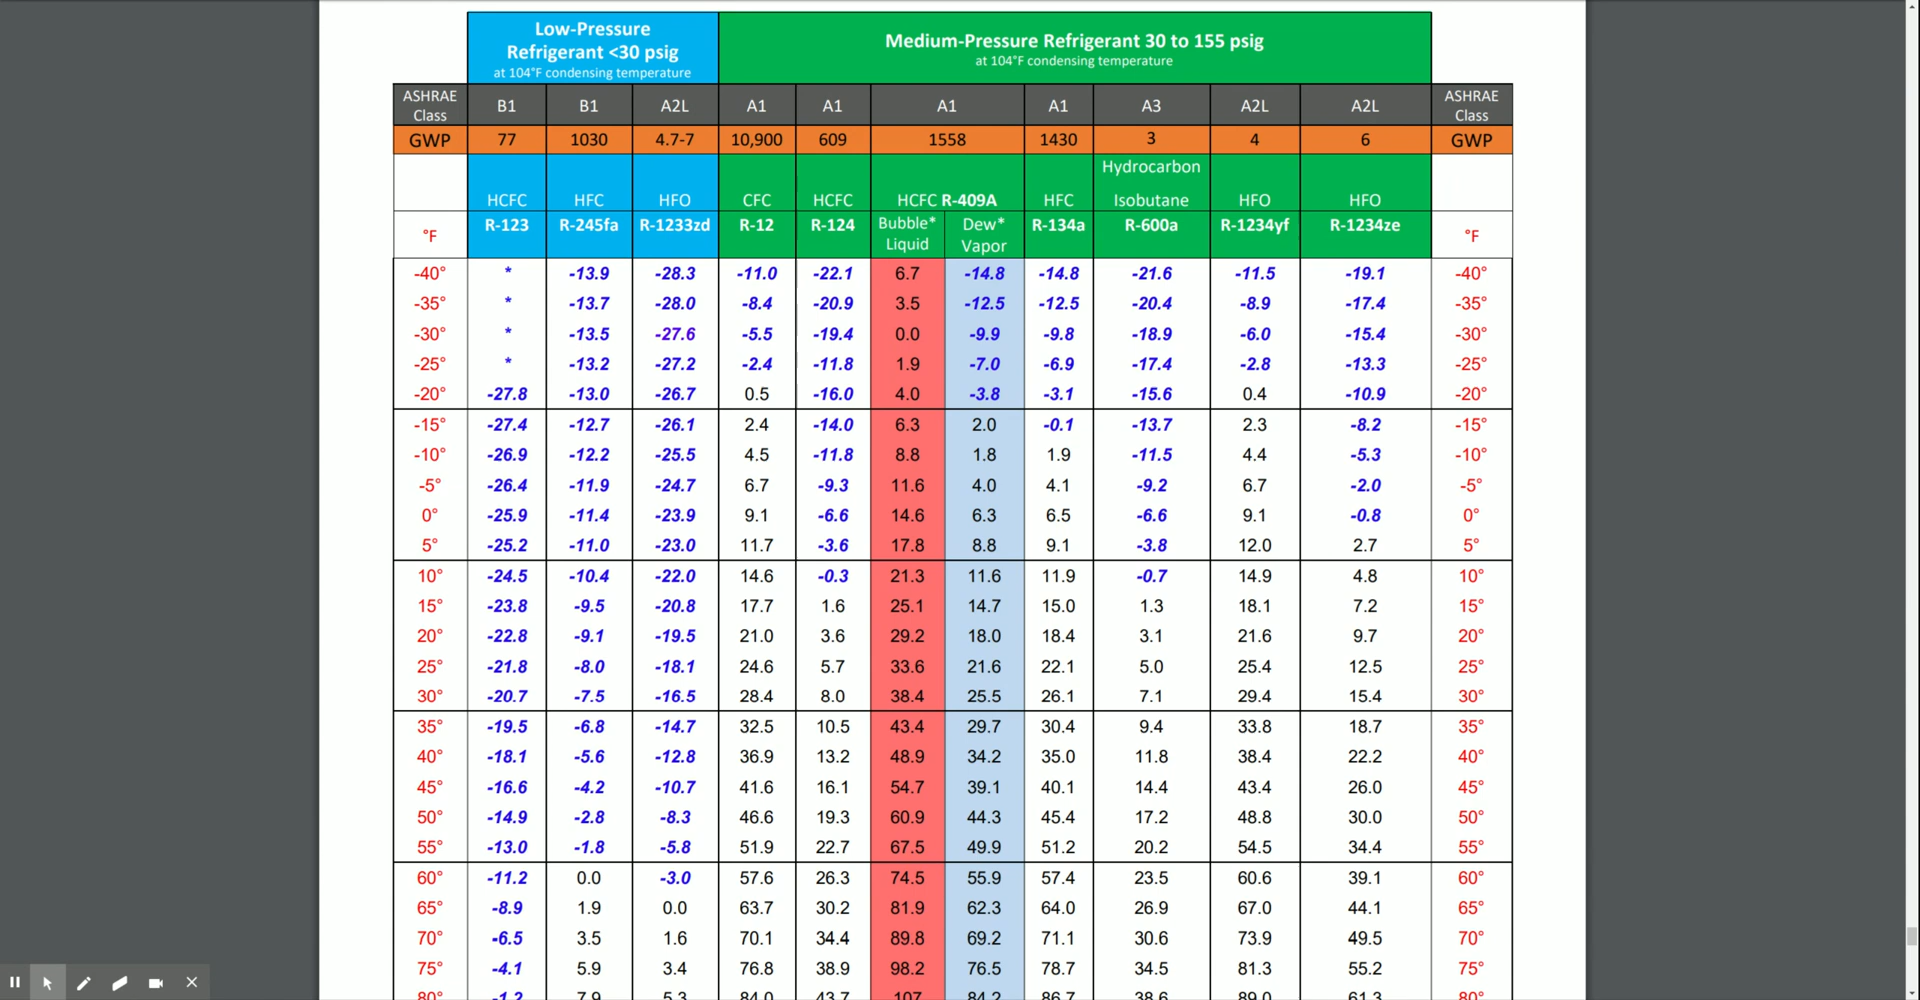 Low-Pressure
Refrigerant <30 psig
at 104°F condensing temperature
Medium-Pressure Refrigerant 30 to 155 psig
at 104°F condensing temperature
ASHRAE Class B1 B1 A2L A1 A1 A1 A1 A3 A2L A2L ASHRAE Class
GWP 77 1030 4.7-7 10,900 609 1558 1430 3 4 6 GWP
HCFC HFC HFO CFC HCFC HCFC R-409A HFC Hydrocarbon Isobutane HFO HFO
°F R-123 R-245fa R-1233zd R-12 R-124 Bubble* Liquid Dew* Vapor R-134a R-600a R-1234yf R-1234ze °F
-40° * -13.9 -28.3 -11.0 -22.1 6.7 -14.8 -14.8 -21.6 -11.5 -19.1 -40°
-35° * -13.7 -28.0 -8.4 -20.9 3.5 -12.5 -12.5 -20.4 -8.9 -17.4 -35°
-30° * -13.5 -27.6 -5.5 -19.4 0.0 -9.9 -9.8 -18.9 -6.0 -15.4 -30°
-25° * -13.2 -27.2 -2.4 -11.8 1.9 -7.0 -6.9 -17.4 -2.8 -13.3 -25°
-20° -27.8 -13.0 -26.7 0.5 -16.0 4.0 -3.8 -3.1 -15.6 0.4 -10.9 -20°
-15° -27.4 -12.7 -26.1 2.4 -14.0 6.3 2.0 -0.1 -13.7 2.3 -8.2 -15°
-10° -26.9 -12.2 -25.5 4.5 -11.8 8.8 1.8 1.9 -11.5 4.4 -5.3 -10°
-5° -26.4 -11.9 -24.7 6.7 -9.3 11.6 4.0 4.1 -9.2 6.7 -2.0 -5°
0° -25.9 -11.4 -23.9 9.1 -6.6 14.6 6.3 6.5 -6.6 9.1 -0.8 0°
5° -25.2 -11.0 -23.0 11.7 -3.6 17.8 8.8 9.1 -3.8 12.0 2.7 5°
10° -24.5 -10.4 -22.0 14.6 -0.3 21.3 11.6 11.9 -0.7 14.9 4.8 10°
15° -23.8 -9.5 -20.8 17.7 1.6 25.1 14.7 15.0 1.3 18.1 7.2 15°
20° -22.8 -9.1 -19.5 21.0 3.6 29.2 18.0 18.4 3.1 21.6 9.7 20°
25° -21.8 -8.0 -18.1 24.6 5.7 33.6 21.6 22.1 5.0 25.4 12.5 25°
30° -20.7 -7.5 -16.5 28.4 8.0 38.4 25.5 26.1 7.1 29.4 15.4 30°
35° -19.5 -6.8 -14.7 32.5 10.5 43.4 29.7 30.4 9.4 33.8 18.7 35°
40° -18.1 -5.6 -12.8 36.9 13.2 48.9 34.2 35.0 11.8 38.4 22.2 40°
45° -16.6 -4.2 -10.7 41.6 16.1 54.7 39.1 40.1 14.4 43.4 26.0 45°
50° -14.9 -2.8 -8.3 46.6 19.3 60.9 44.3 45.4 17.2 48.8 30.0 50°
55° -13.0 -1.8 -5.8 51.9 22.7 67.5 49.9 51.2 20.2 54.5 34.4 55°
60° -11.2 0.0 -3.0 57.6 26.3 74.5 55.9 57.4 23.5 60.6 39.1 60°
65° -8.9 1.9 0.0 63.7 30.2 81.9 62.3 64.0 26.9 67.0 44.1 65°
70° -6.5 3.5 1.6 70.1 34.4 89.8 69.2 71.1 30.6 73.9 49.5 70°
75° -4.1 5.9 3.4 76.8 38.9 98.2 76.5 78.7 34.5 81.3 55.2 75°
80° -1.2 7.9 5.3 84.0 43.7 107 84.2 86.7 38.6 89.0 61.3 80°